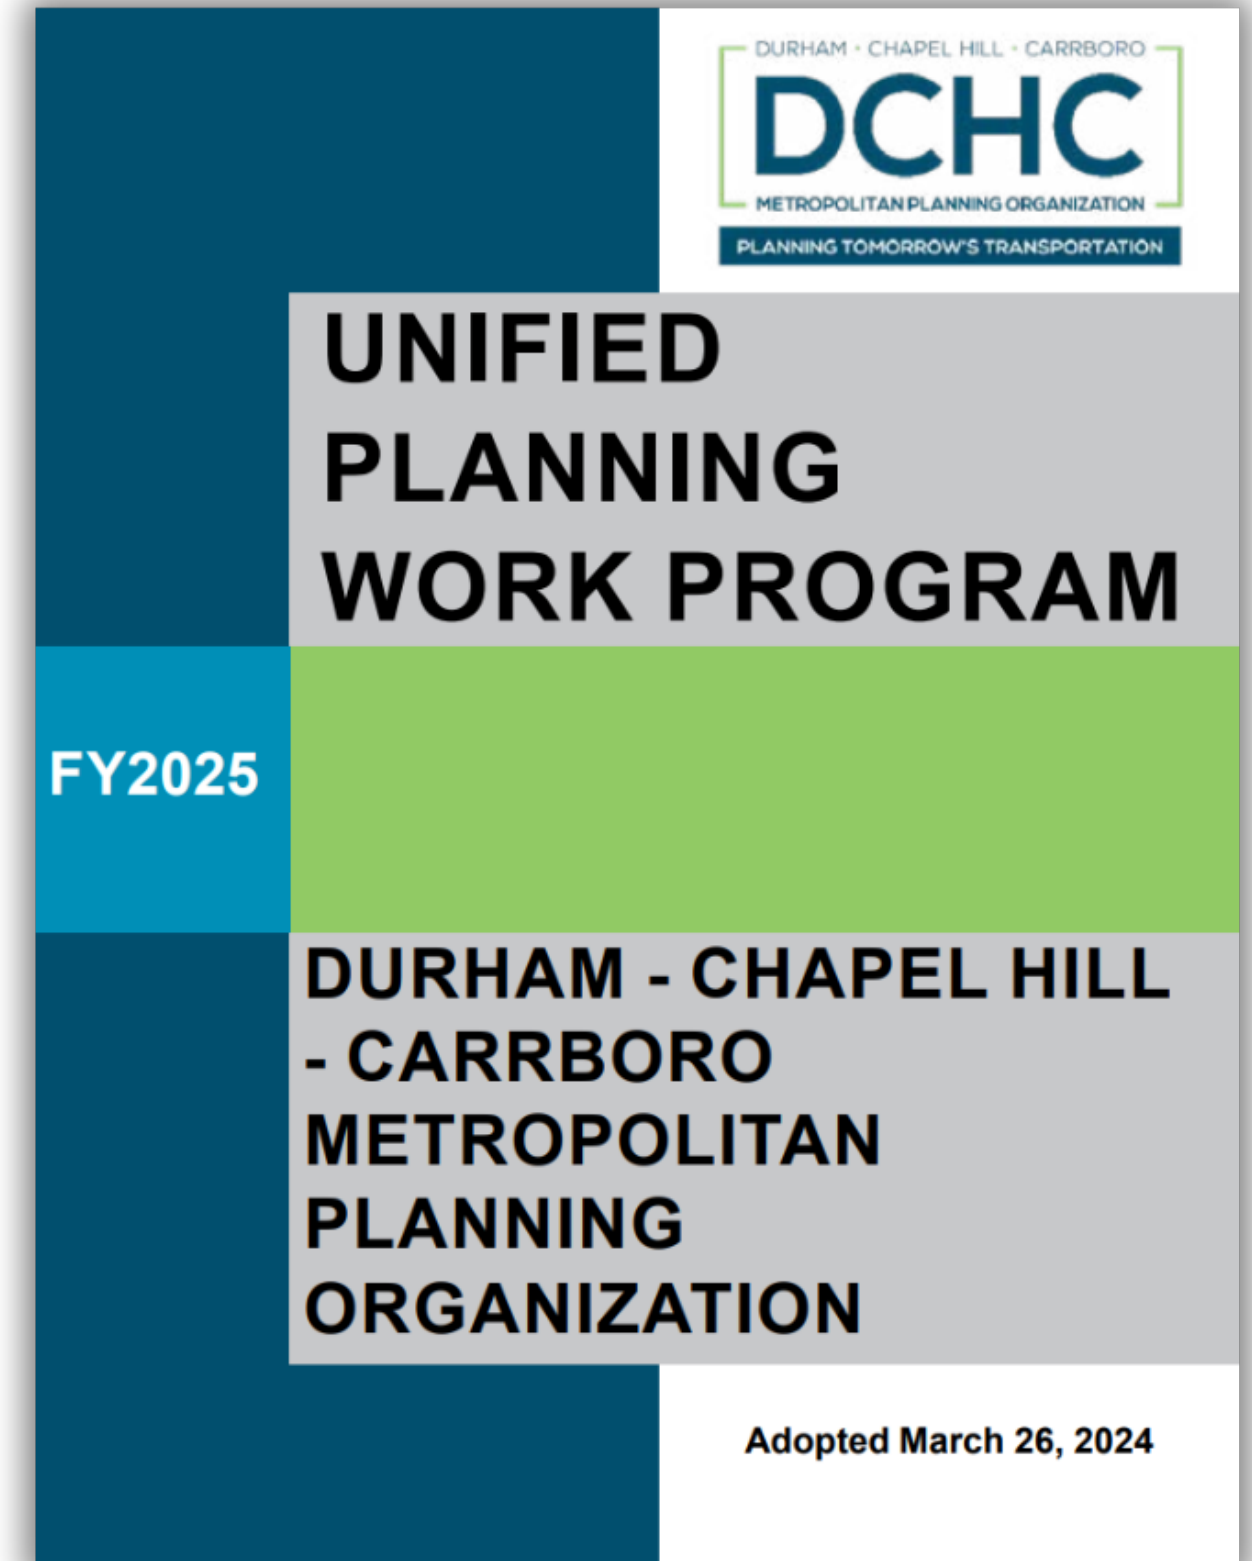 DURHAM · CHAPEL HILL · CARRBORO
DCHC
METROPOLITAN PLANNING ORGANIZATION
PLANNING TOMORROW'S TRANSPORTATION
UNIFIED
PLANNING
WORK PROGRAM
FY2025
DURHAM - CHAPEL HILL
- CARRBORO
METROPOLITAN
PLANNING
ORGANIZATION
Adopted March 26, 2024